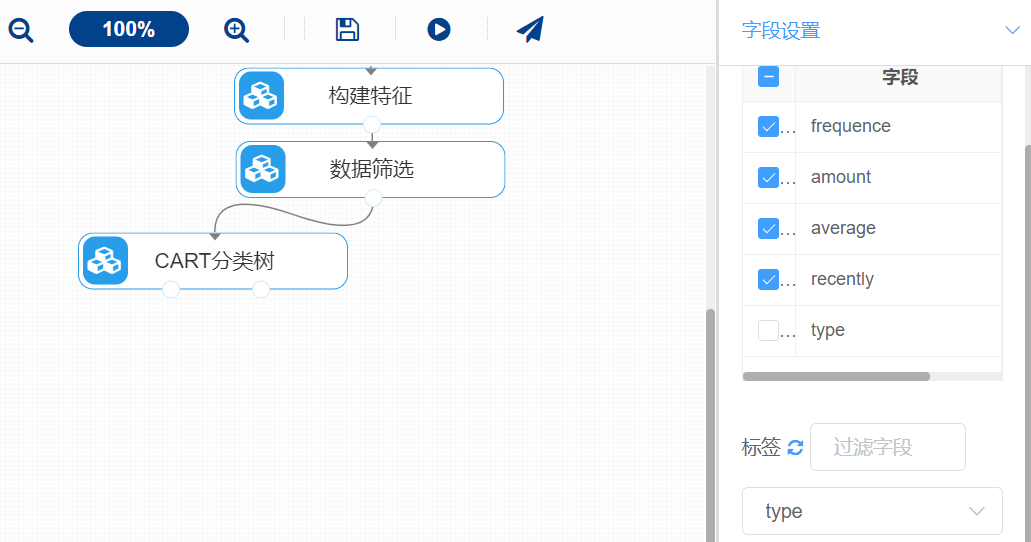 100%
构建特征
数据筛选
CART分类树
字段设置
字段
... frequence
... amount
... average
... recently
... type
标签
过滤字段
type